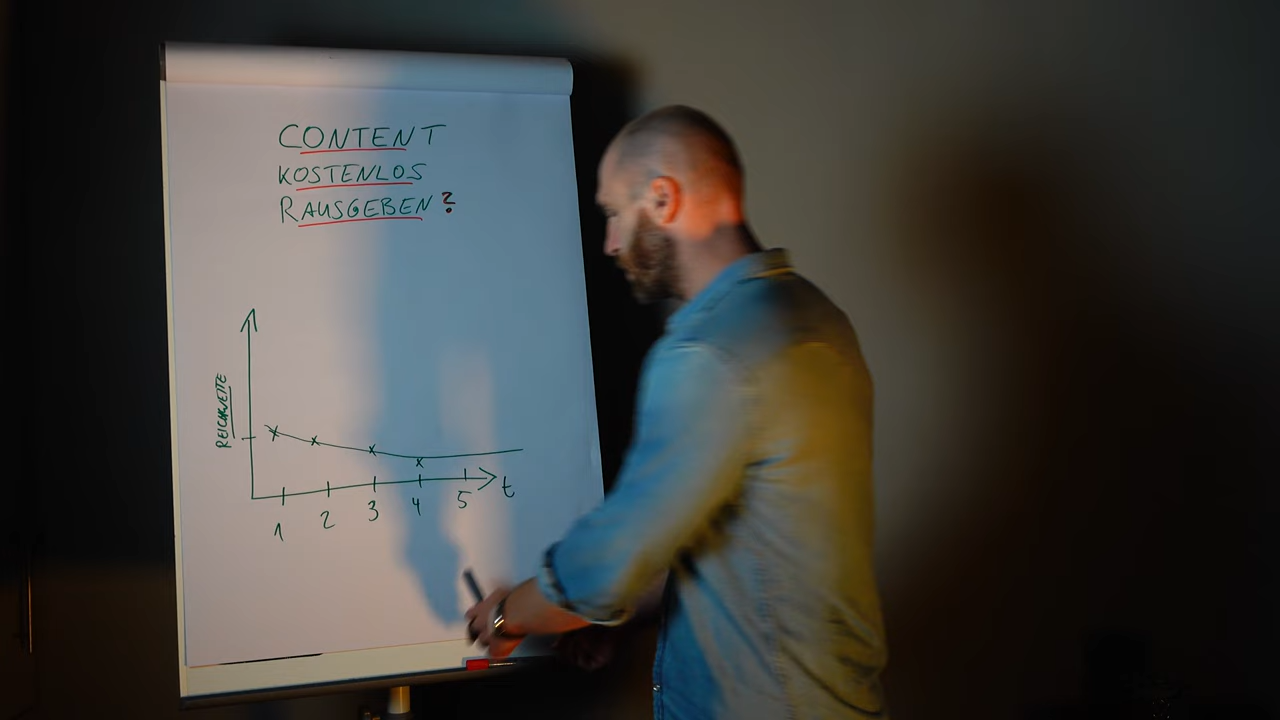 CONTENT
KOSTENLOS
RAUSGEBEN?
REICHWEITE
1 2 3 4 5 t